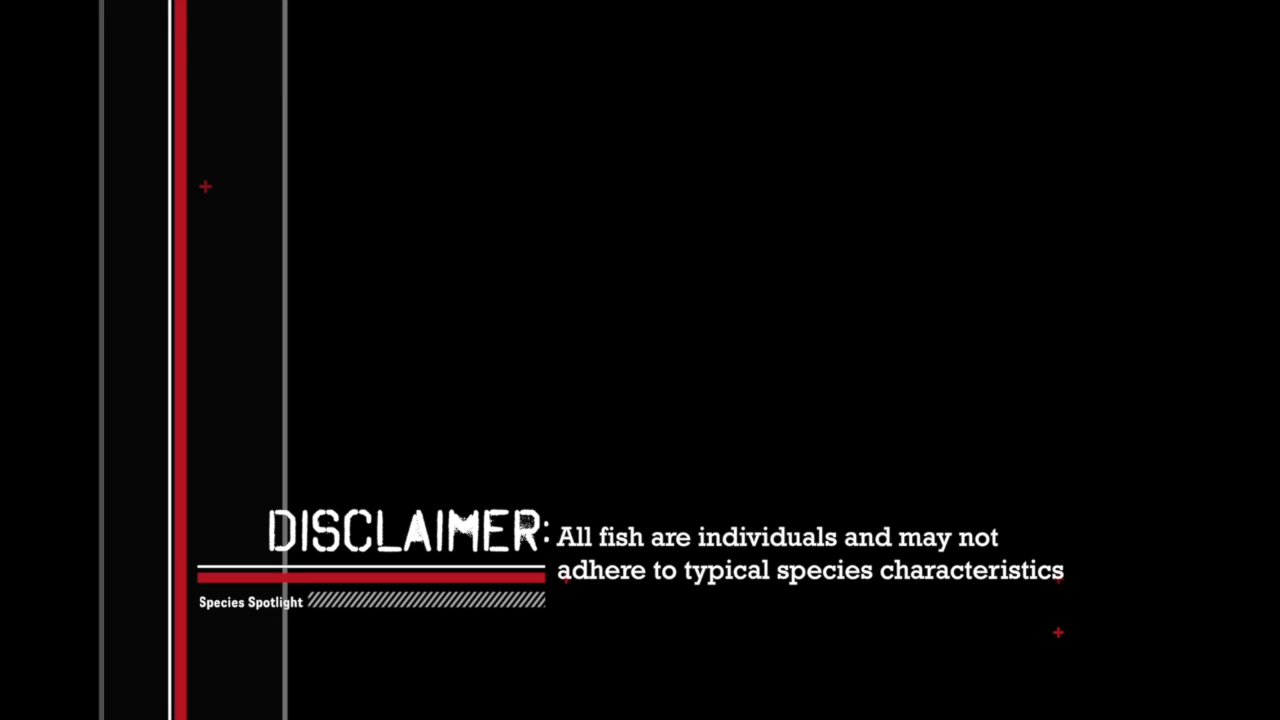 DISCLAIMER:
All fish are individuals and may not
adhere to typical species characteristics
Species Spotlight